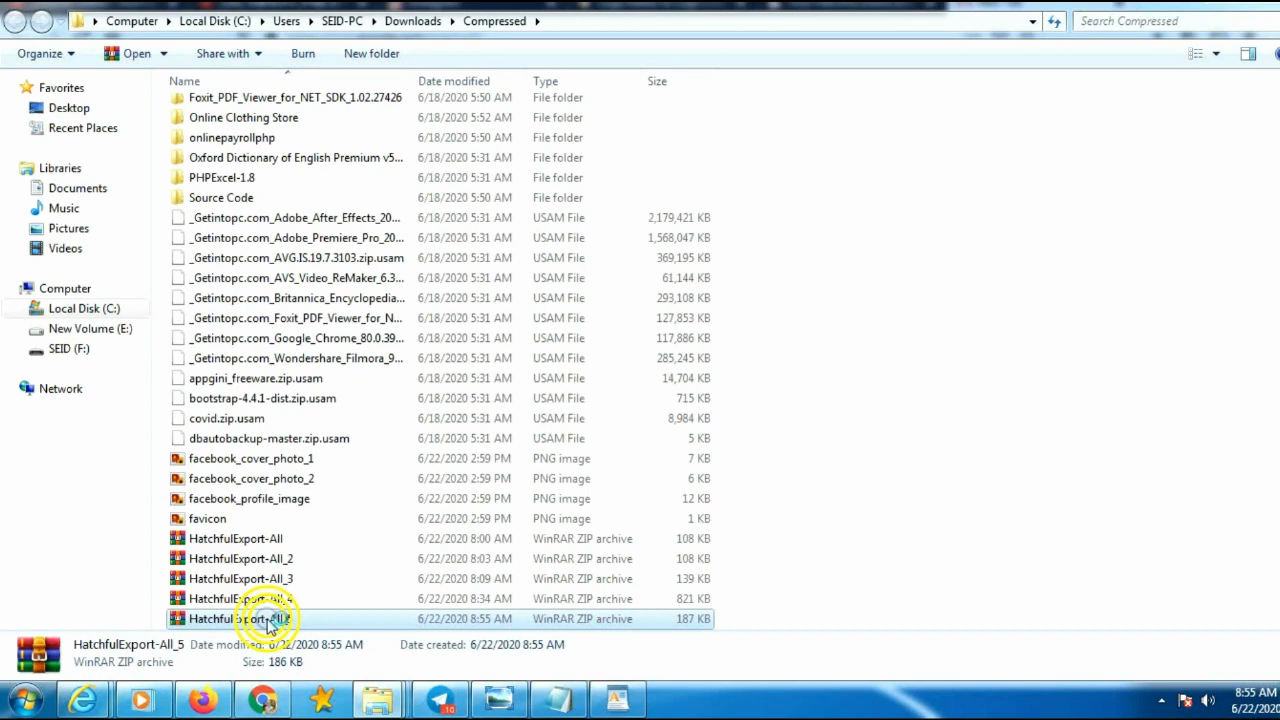 Computer Local Disk (C:) Users SEID-PC Downloads Compressed Search Compressed
Organize Open Share with Burn New folder
Name Date modified Type Size
Favorites
Desktop
Recent Places
Libraries
Documents
Music
Pictures
Videos
Computer
Local Disk (C:)
New Volume (E:)
SEID (F:)
Network
Foxit_PDF_Viewer_for_NET_SDK_1.02.27426 6/18/2020 5:50 AM File folder
Online Clothing Store 6/18/2020 5:52 AM File folder
onlinepayrollphp 6/18/2020 5:50 AM File folder
Oxford Dictionary of English Premium v5... 6/18/2020 5:31 AM File folder
PHPExcel-1.8 6/18/2020 5:31 AM File folder
Source Code 6/18/2020 5:50 AM File folder
_Getintopc.com_Adobe_After_Effects_20... 6/18/2020 5:31 AM USAM File 2,179,421 KB
_Getintopc.com_Adobe_Premiere_Pro_20... 6/18/2020 5:31 AM USAM File 1,568,047 KB
_Getintopc.com_AVG.IS.19.7.3103.zip.usam 6/18/2020 5:31 AM USAM File 369,195 KB
_Getintopc.com_AVS_Video_ReMaker_6.3... 6/18/2020 5:31 AM USAM File 61,144 KB
_Getintopc.com_Britannica_Encyclopedia... 6/18/2020 5:31 AM USAM File 293,108 KB
_Getintopc.com_Foxit_PDF_Viewer_for_N... 6/18/2020 5:31 AM USAM File 127,853 KB
_Getintopc.com_Google_Chrome_80.0.39... 6/18/2020 5:31 AM USAM File 117,886 KB
_Getintopc.com_Wondershare_Filmora_9... 6/18/2020 5:31 AM USAM File 285,245 KB
appgini_freeware.zip.usam 6/18/2020 5:31 AM USAM File 14,704 KB
bootstrap-4.4.1-dist.zip.usam 6/18/2020 5:31 AM USAM File 715 KB
covid.zip.usam 6/18/2020 5:31 AM USAM File 8,984 KB
dbautobackup-master.zip.usam 6/18/2020 5:31 AM USAM File 5 KB
facebook_cover_photo_1 6/22/2020 2:59 PM PNG image 7 KB
facebook_cover_photo_2 6/22/2020 2:59 PM PNG image 6 KB
facebook_profile_image 6/22/2020 2:59 PM PNG image 12 KB
favicon 6/22/2020 2:59 PM PNG image 1 KB
HatchfulExport-All 6/22/2020 8:00 AM WinRAR ZIP archive 108 KB
HatchfulExport-All_2 6/22/2020 8:03 AM WinRAR ZIP archive 108 KB
HatchfulExport-All_3 6/22/2020 8:09 AM WinRAR ZIP archive 139 KB
HatchfulExport-All_4 6/22/2020 8:34 AM WinRAR ZIP archive 821 KB
HatchfulExport-All_5 6/22/2020 8:55 AM WinRAR ZIP archive 187 KB
HatchfulExport-All_5 Date modified: 6/22/2020 8:55 AM Date created: 6/22/2020 8:55 AM
WinRAR ZIP archive Size: 186 KB
10
8:55 AM
6/22/2020